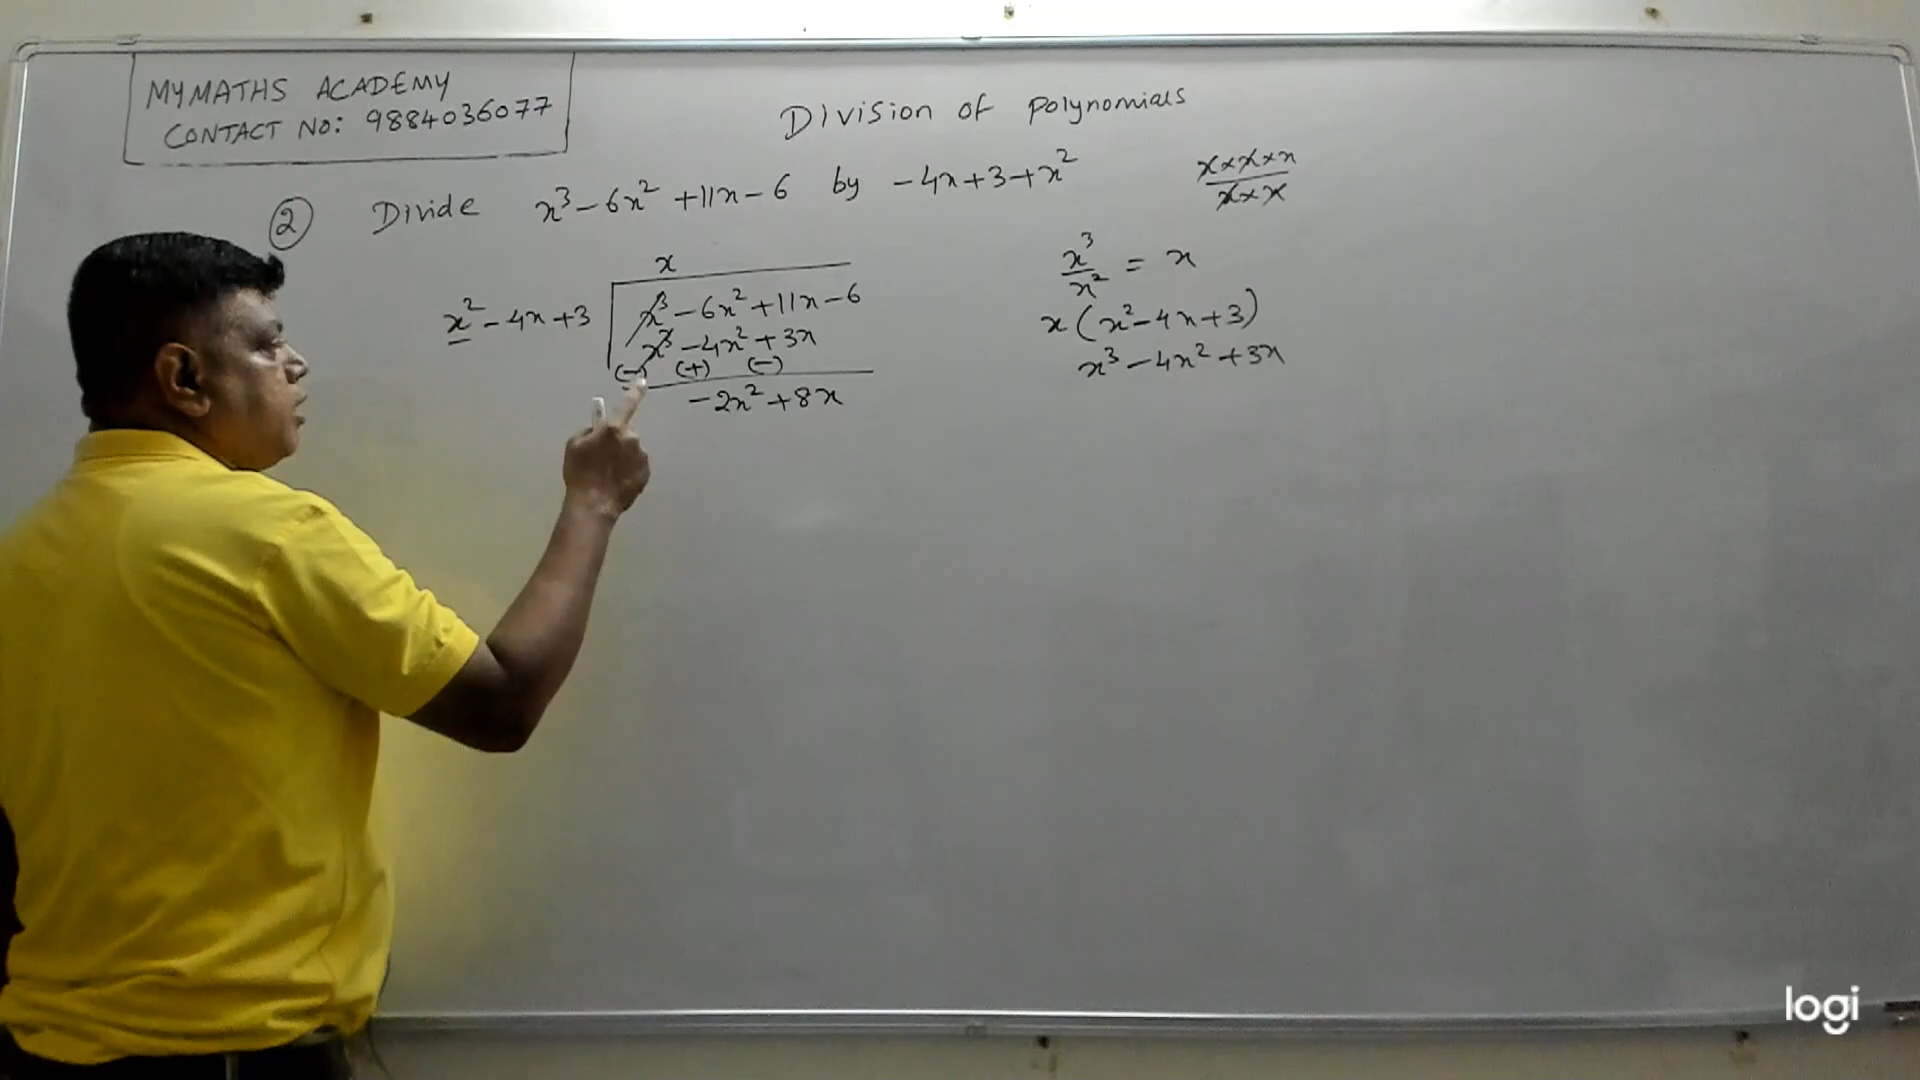 MYMATHS ACADEMY
CONTACT NO: 9884036077
Division of polynomials
② Divide x³ - 6x² + 11x - 6 by - 4x + 3 + x²
x × x × x
x × x
x
x² - 4x + 3
x³ - 6x² + 11x - 6
x³ - 4x² + 3x
(-) (+) (-)
- 2x² + 8x
x³/x² = x
x(x² - 4x + 3)
x³ - 4x² + 3x
logi